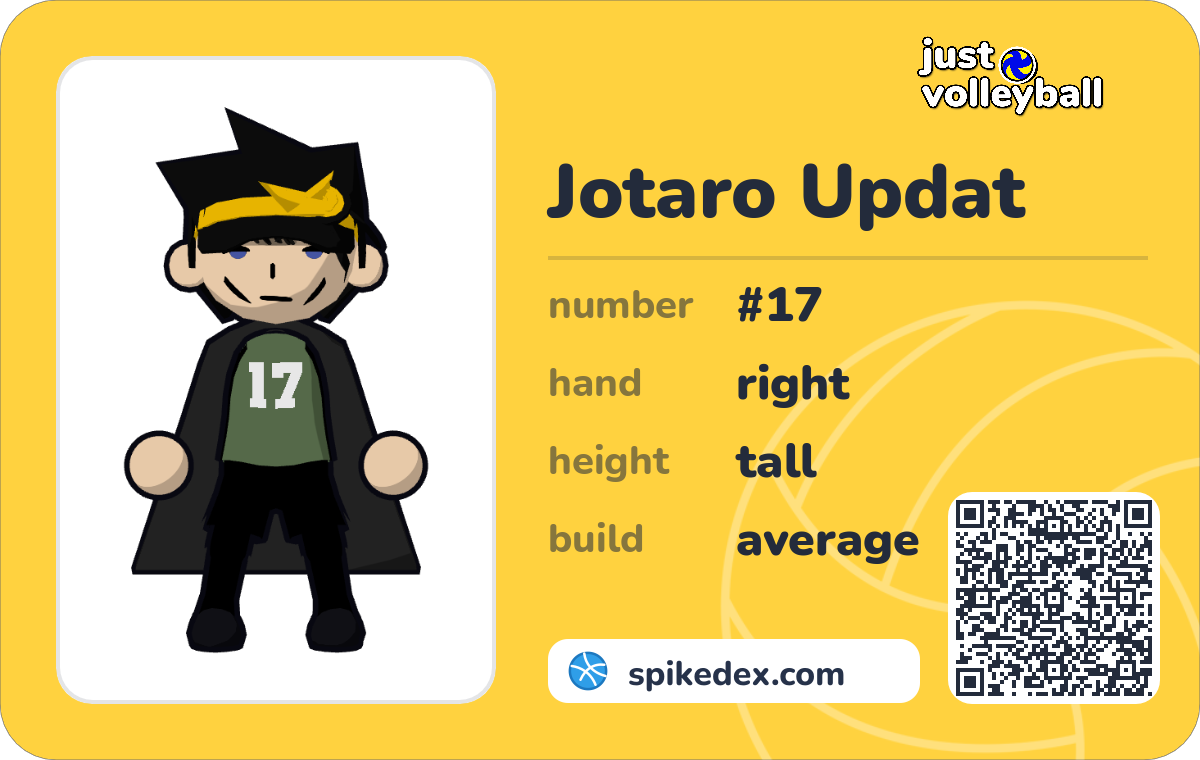 just
volleyball
Jotaro Updat
number #17
hand right
height tall
build average
17
spikedex.com